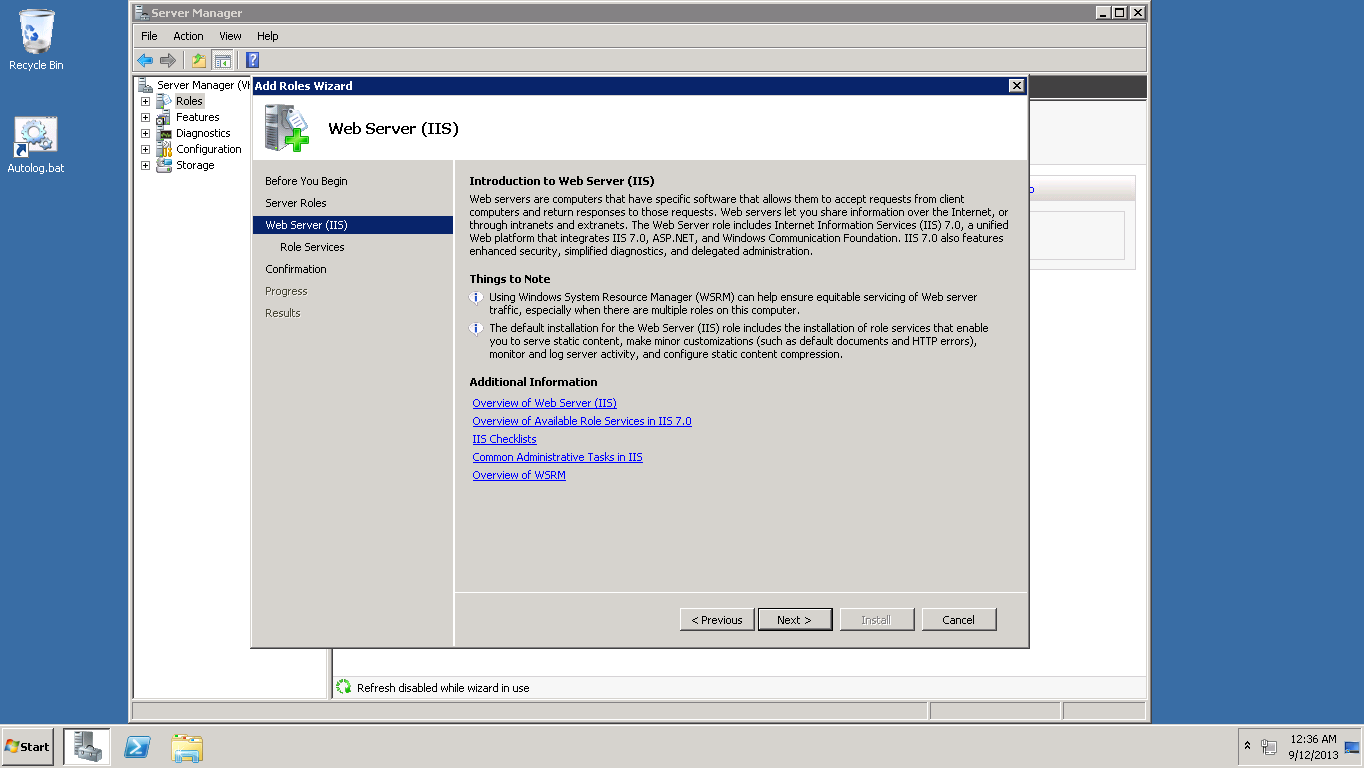 Recycle Bin
Autolog.bat
Server Manager
File Action View Help
Server Manager (
Roles
Features
Diagnostics
Configuration
Storage
Add Roles Wizard
Web Server (IIS)
Before You Begin
Server Roles
Web Server (IIS)
Role Services
Confirmation
Progress
Results
Introduction to Web Server (IIS)
Web servers are computers that have specific software that allows them to accept requests from client
computers and return responses to those requests. Web servers let you share information over the Internet, or
through intranets and extranets. The Web Server role includes Internet Information Services (IIS) 7.0, a unified
Web platform that integrates IIS 7.0, ASP.NET, and Windows Communication Foundation. IIS 7.0 also features
enhanced security, simplified diagnostics, and delegated administration.
Things to Note
Using Windows System Resource Manager (WSRM) can help ensure equitable servicing of Web server
traffic, especially when there are multiple roles on this computer.
The default installation for the Web Server (IIS) role includes the installation of role services that enable
you to serve static content, make minor customizations (such as default documents and HTTP errors),
monitor and log server activity, and configure static content compression.
Additional Information
Overview of Web Server (IIS)
Overview of Available Role Services in IIS 7.0
IIS Checklists
Common Administrative Tasks in IIS
Overview of WSRM
< Previous Next > Install Cancel
Refresh disabled while wizard in use
Start
12:36 AM
9/12/2013